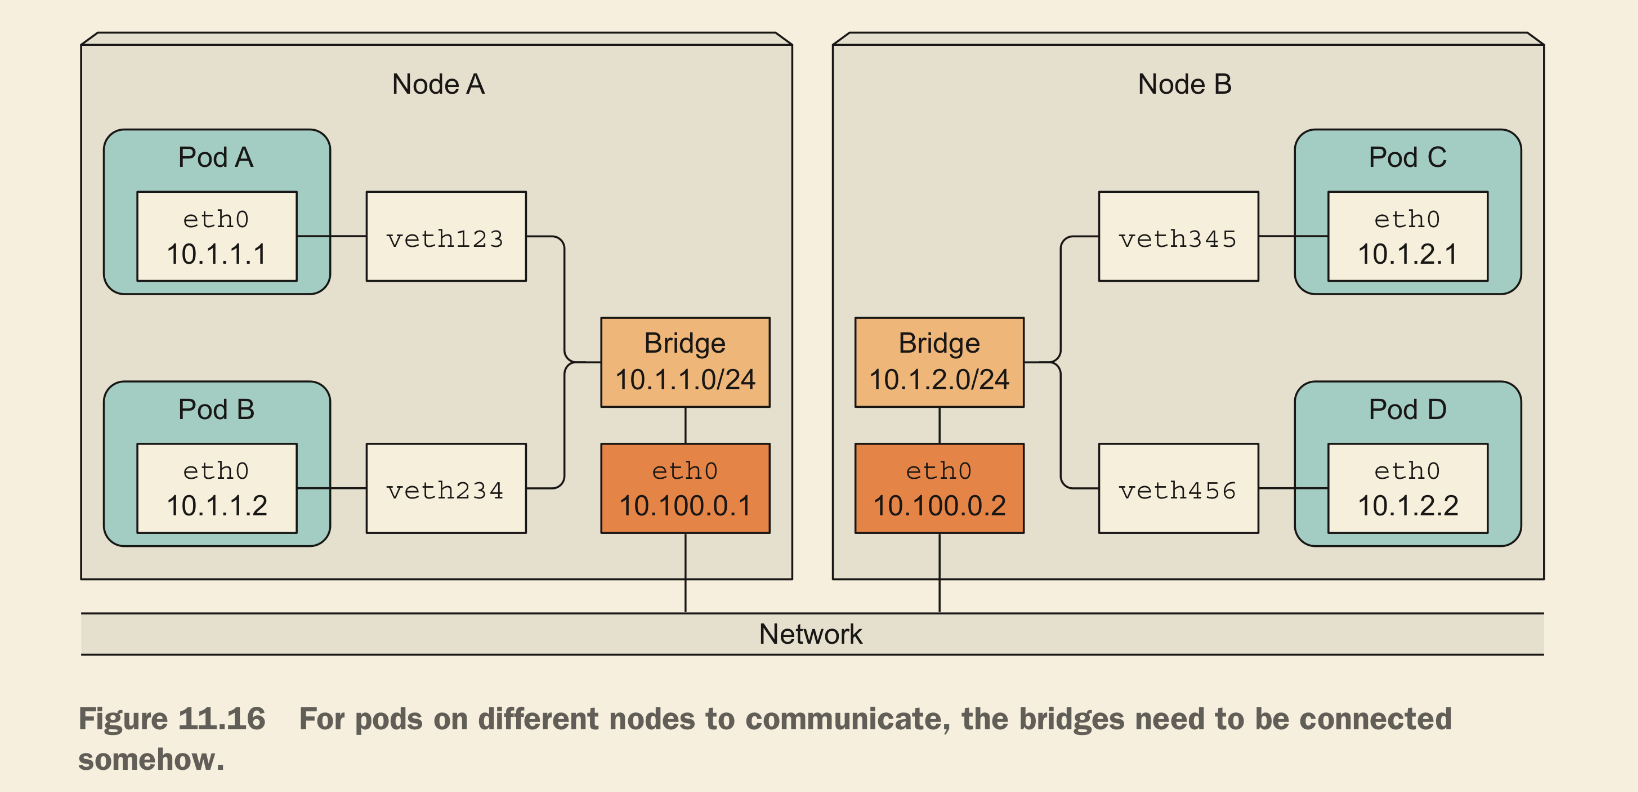 Node A
Pod A
eth0
10.1.1.1
veth123
Bridge
10.1.1.0/24
Pod B
eth0
10.1.1.2
veth234
eth0
10.100.0.1
Node B
Pod C
eth0
10.1.2.1
veth345
Bridge
10.1.2.0/24
Pod D
eth0
10.1.2.2
veth456
eth0
10.100.0.2
Network
Figure 11.16 For pods on different nodes to communicate, the bridges need to be connected
somehow.